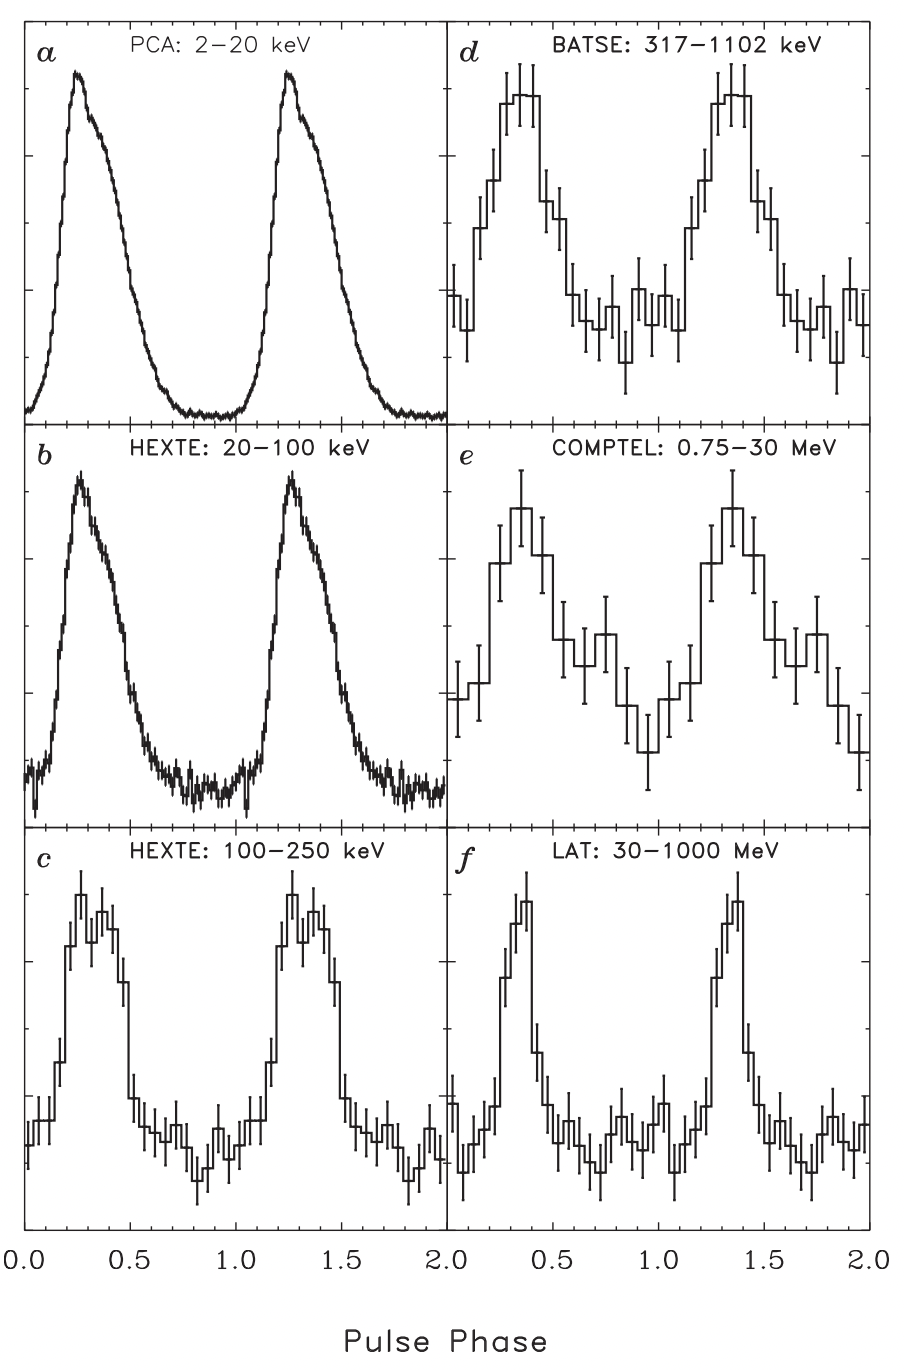 a PCA: 2–20 keV
d BATSE: 317–1102 keV
b HEXTE: 20–100 keV
e COMPTEL: 0.75–30 MeV
c HEXTE: 100–250 keV
f LAT: 30–1000 MeV
0.0 0.5 1.0 1.5 2.0 0.5 1.0 1.5 2.0
Pulse Phase